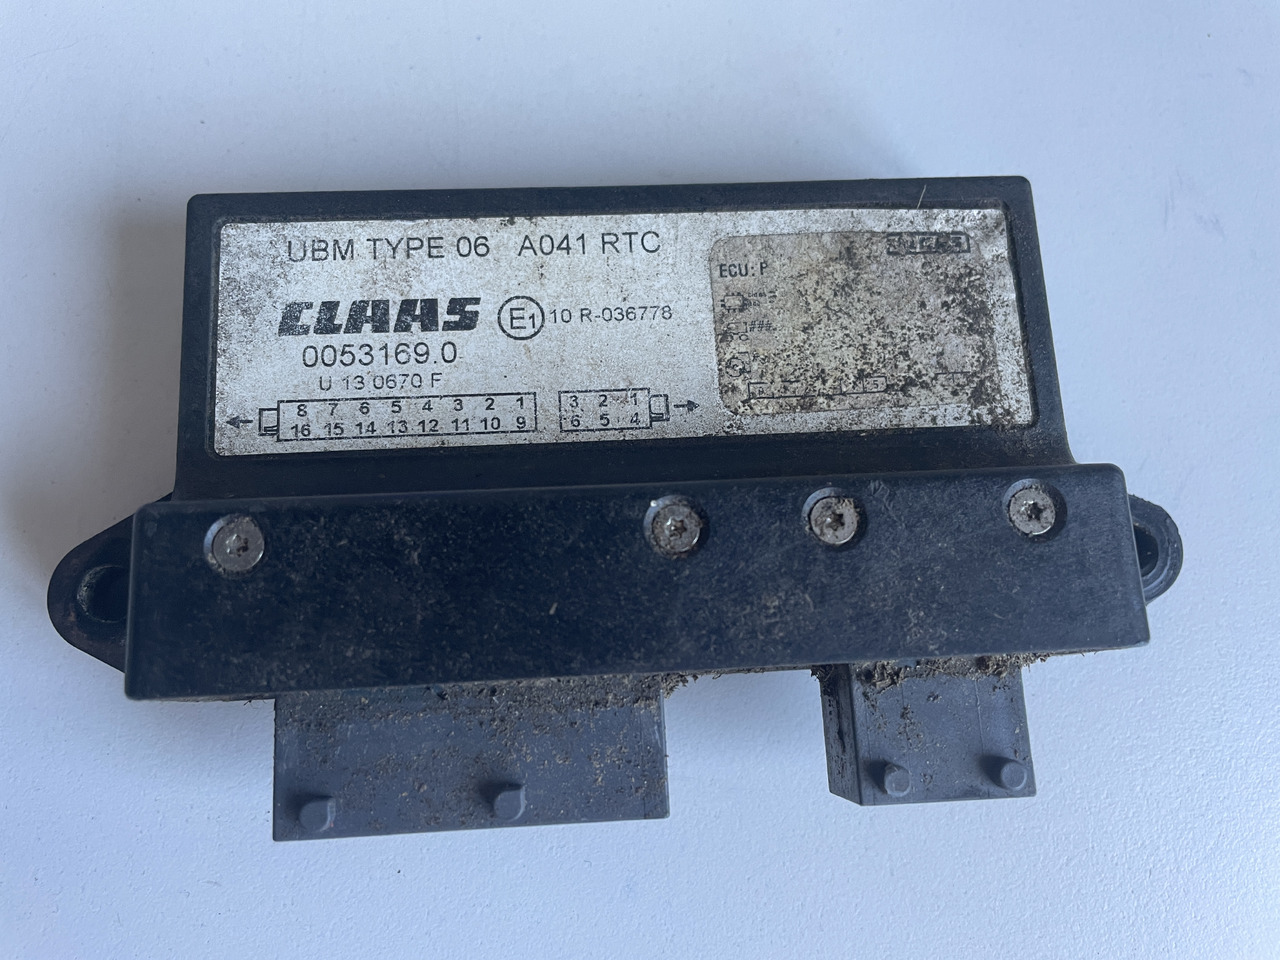 UBM TYPE 06 A041 RTC
CLAAS
E1 10 R-036778
0053169.0
U 13 0670 F
8 7 6 5 4 3 2 1
16 15 14 13 12 11 10 9
3 2 1
6 5 4
ECU: P
###